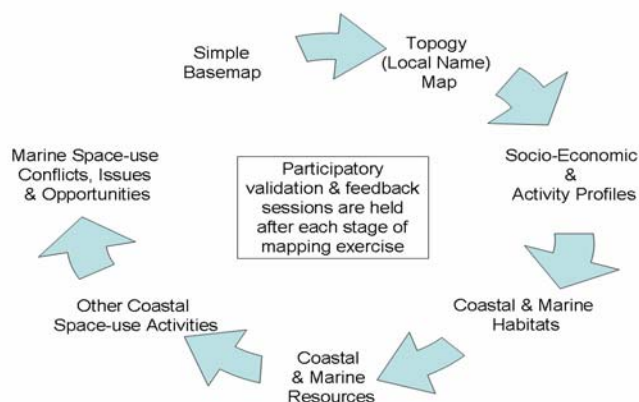 Simple
Basemap
Topogy
(Local Name)
Map
Socio-Economic
&
Activity Profiles
Coastal & Marine
Habitats
Coastal
& Marine
Resources
Other Coastal
Space-use Activities
Marine Space-use
Conflicts, Issues
& Opportunities
Participatory
validation & feedback
sessions are held
after each stage of
mapping exercise